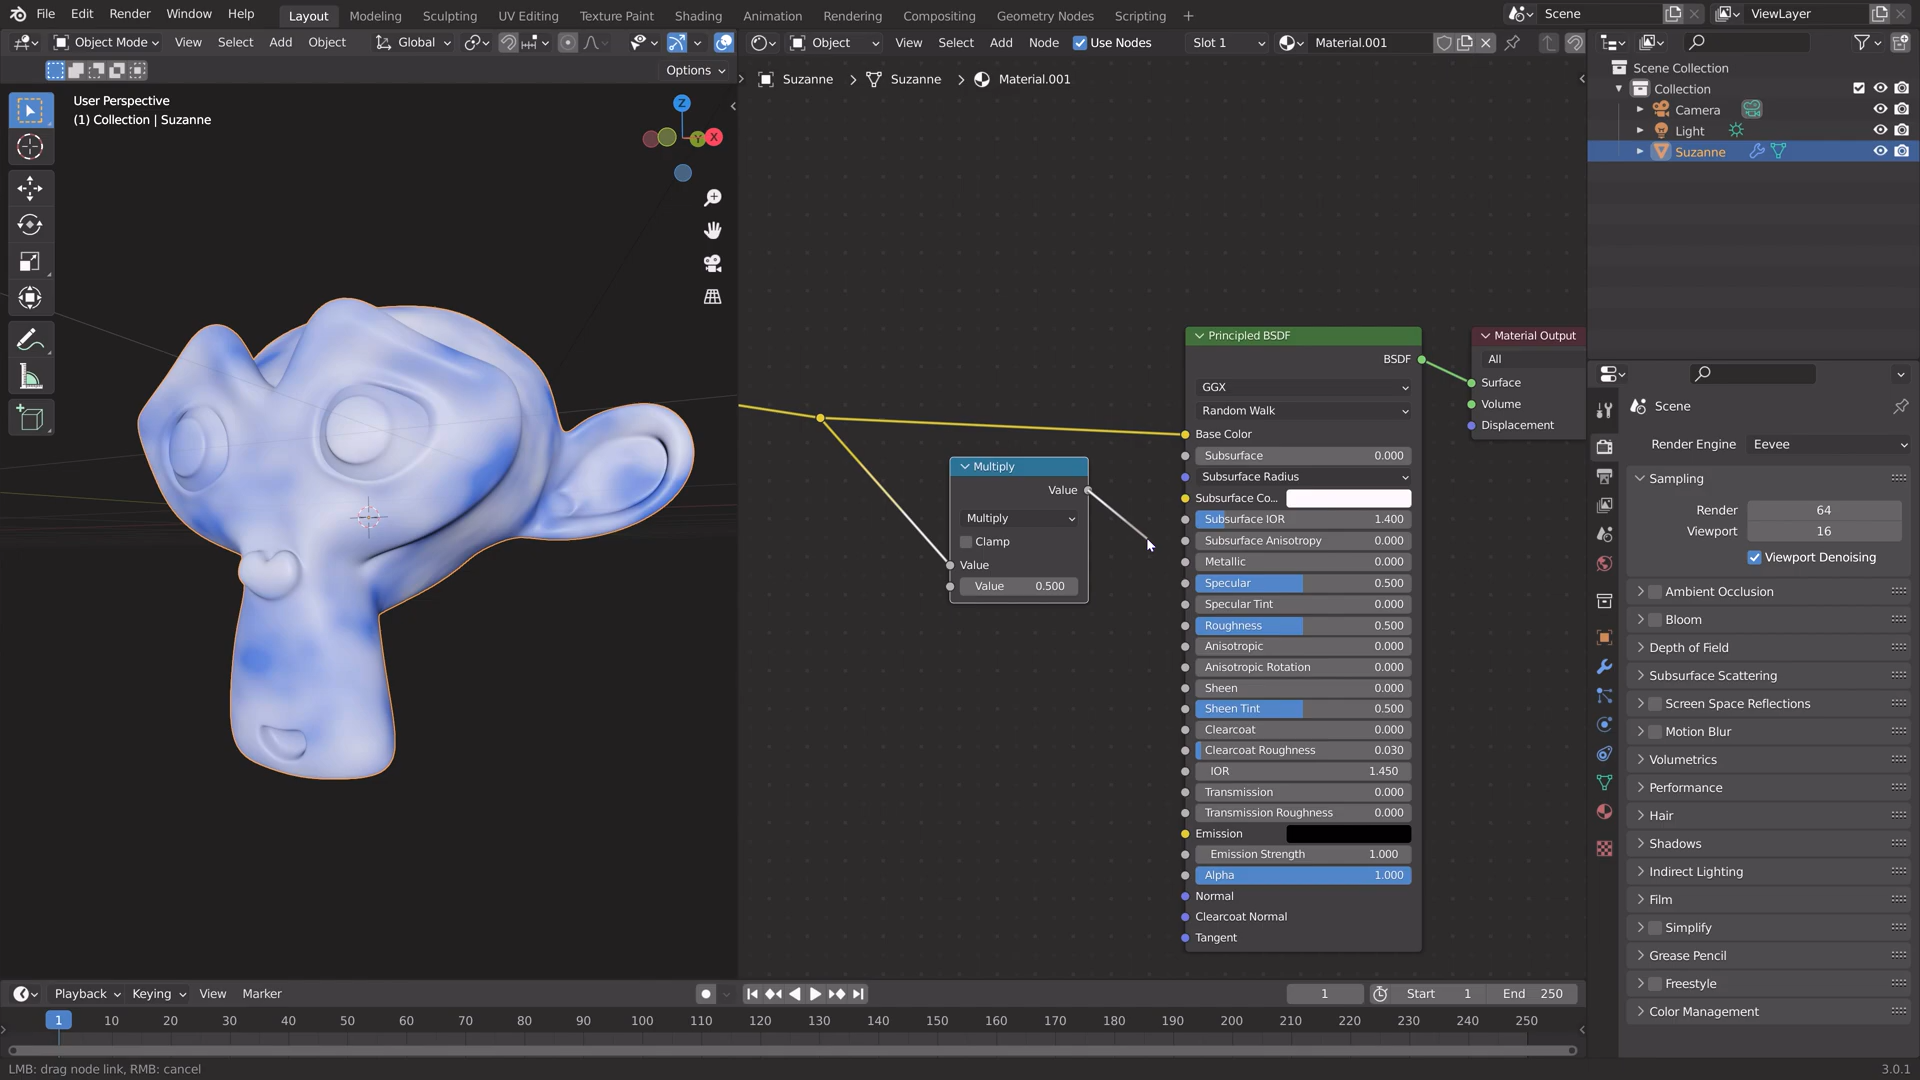 File Edit Render Window Help Layout Modeling Sculpting UV Editing Texture Paint Shading Animation Rendering Compositing Geometry Nodes Scripting + Scene ViewLayer
Object Mode View Select Add Object Global Object View Select Add Node Use Nodes Slot 1 Material.001
Options
Suzanne > Suzanne > Material.001
User Perspective
(1) Collection | Suzanne
Z
Y
X
Scene Collection
Collection
Camera
Light
Suzanne
Multiply
Value
Multiply
Clamp
Value
Value 0.500
Principled BSDF
BSDF
GGX
Random Walk
Base Color
Subsurface 0.000
Subsurface Radius
Subsurface Co...
Subsurface IOR 1.400
Subsurface Anisotropy 0.000
Metallic 0.000
Specular 0.500
Specular Tint 0.000
Roughness 0.500
Anisotropic 0.000
Anisotropic Rotation 0.000
Sheen 0.000
Sheen Tint 0.500
Clearcoat 0.000
Clearcoat Roughness 0.030
IOR 1.450
Transmission 0.000
Transmission Roughness 0.000
Emission
Emission Strength 1.000
Alpha 1.000
Normal
Clearcoat Normal
Tangent
Material Output
All
Surface
Volume
Displacement
Scene
Render Engine Eevee
Sampling
Render 64
Viewport 16
Viewport Denoising
Ambient Occlusion
Bloom
Depth of Field
Subsurface Scattering
Screen Space Reflections
Motion Blur
Volumetrics
Performance
Hair
Shadows
Indirect Lighting
Film
Simplify
Grease Pencil
Freestyle
Color Management
Playback Keying View Marker 1 Start 1 End 250
1 10 20 30 40 50 60 70 80 90 100 110 120 130 140 150 160 170 180 190 200 210 220 230 240 250
LMB: drag node link, RMB: cancel
3.0.1